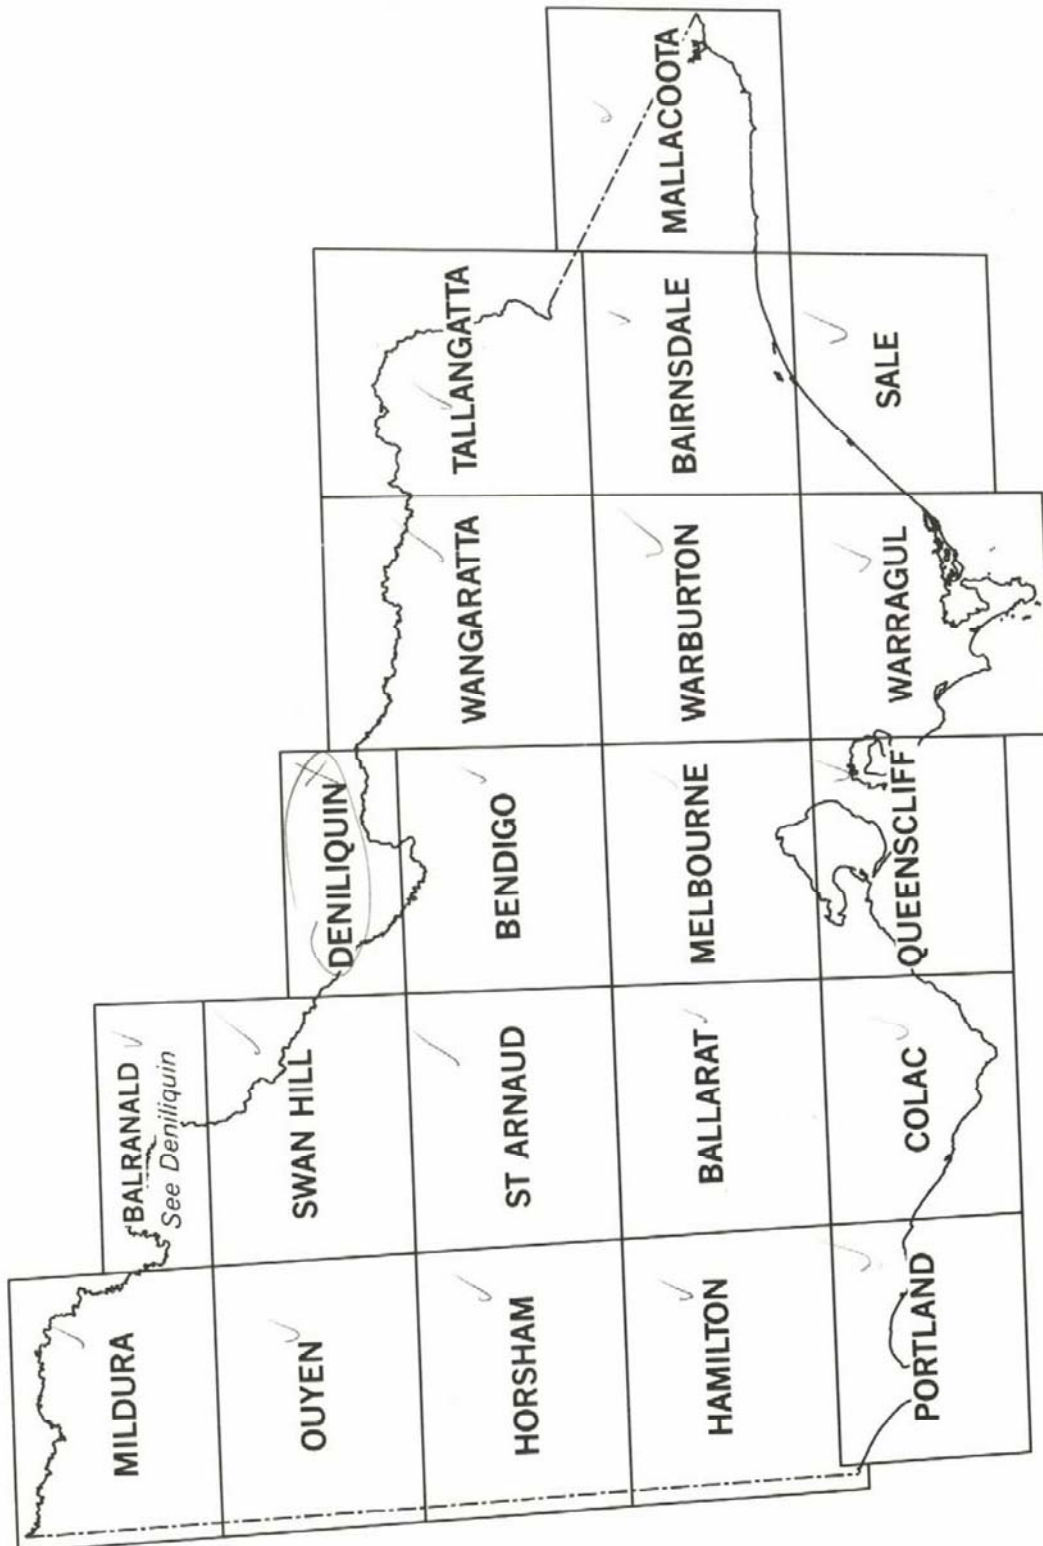 MILDURA
BALRANALD
See Deniliquin
OUYEN
SWAN HILL
DENILIQUIN
WANGARATTA
TALLANGATTA
HORSHAM
ST ARNAUD
BENDIGO
WARBURTON
BAIRNSDALE
MALLACOOTA
HAMILTON
BALLARAT
MELBOURNE
WARRAGUL
SALE
PORTLAND
COLAC
QUEENSCLIFF